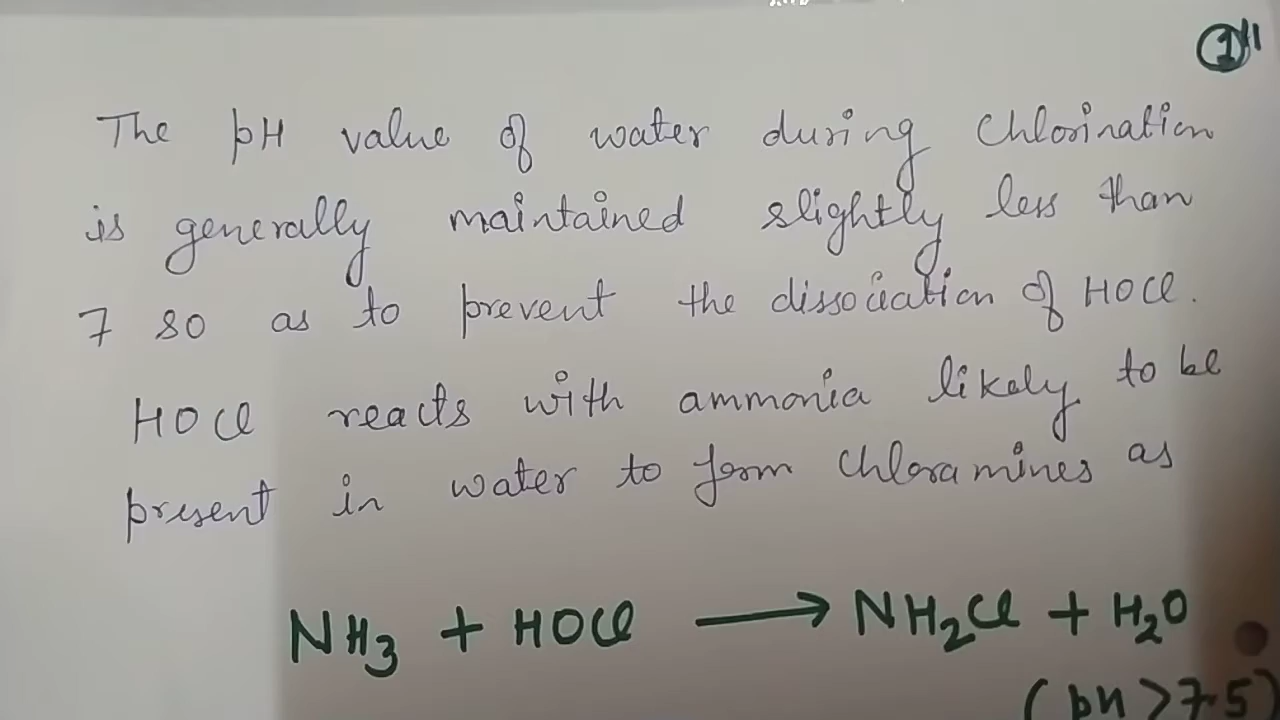 1
The pH value of water during Chlorination
is generally maintained slightly less than
7 so as to prevent the dissociation of HOCl.
HOCl reacts with ammonia likely to be
present in water to form chloramines as
NH₃ + HOCl ⟶ NH₂Cl + H₂O
(pH > 7.5)